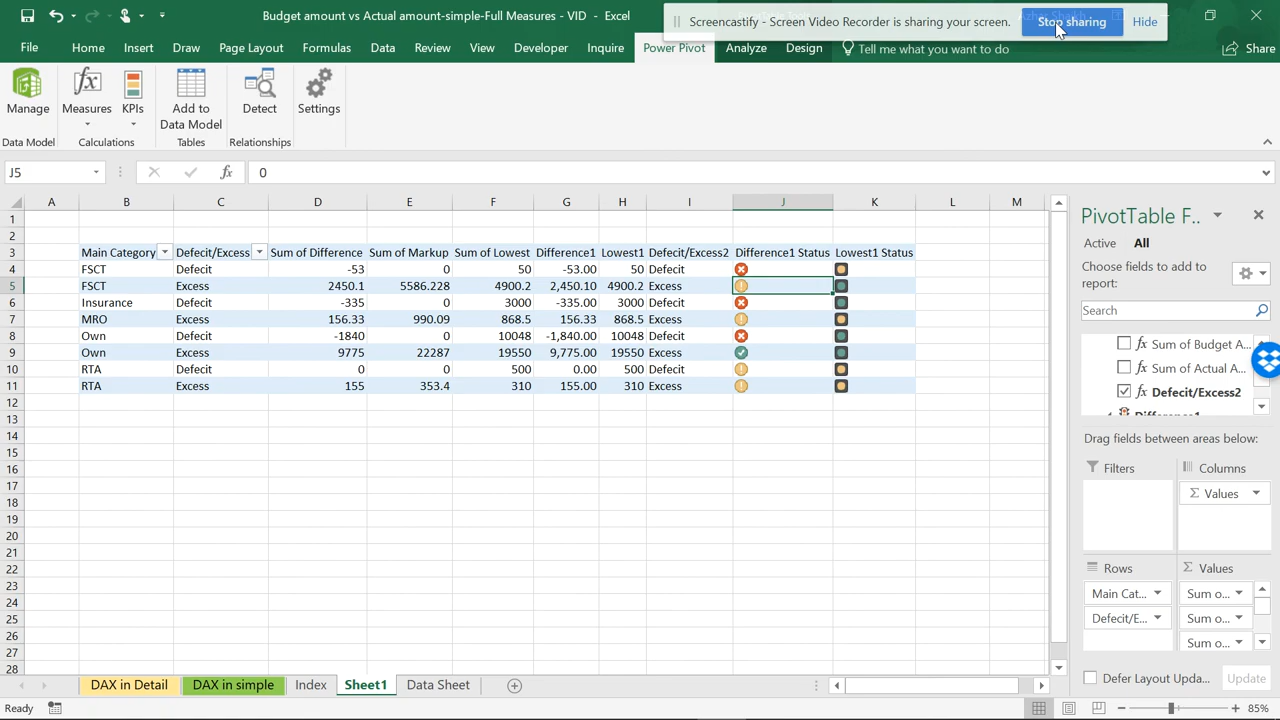 Budget amount vs Actual amount-simple-Full Measures - VID - Excel
Screencastify - Screen Video Recorder is sharing your screen. Stop sharing Hide
File Home Insert Draw Page Layout Formulas Data Review View Developer Inquire Power Pivot Analyze Design Tell me what you want to do Share
Manage Measures KPIs Add to Data Model Detect Settings
Data Model Calculations Tables Relationships
J5 fx 0
A B C D E F G H I J K L M
1
2
3 Main Category Defecit/Excess Sum of Difference Sum of Markup Sum of Lowest Difference1 Lowest1 Defecit/Excess2 Difference1 Status Lowest1 Status
4 FSCT Defecit -53 0 50 -53.00 50 Defecit
5 FSCT Excess 2450.1 5586.228 4900.2 2,450.10 4900.2 Excess
6 Insurance Defecit -335 0 3000 -335.00 3000 Defecit
7 MRO Excess 156.33 990.09 868.5 156.33 868.5 Excess
8 Own Defecit -1840 0 10048 -1,840.00 10048 Defecit
9 Own Excess 9775 22287 19550 9,775.00 19550 Excess
10 RTA Defecit 0 0 500 0.00 500 Defecit
11 RTA Excess 155 353.4 310 155.00 310 Excess
12
13
14
15
16
17
18
19
20
21
22
23
24
25
26
27
28
PivotTable F..
Active All
Choose fields to add to
report:
Search
fx Sum of Budget A...
fx Sum of Actual A...
fx Defecit/Excess2
Difference1
Drag fields between areas below:
Filters Columns
Σ Values
Rows Σ Values
Main Cat... Sum o...
Defecit/E... Sum o...
Sum o...
Defer Layout Upda... Update
DAX in Detail DAX in simple Index Sheet1 Data Sheet
Ready 85%